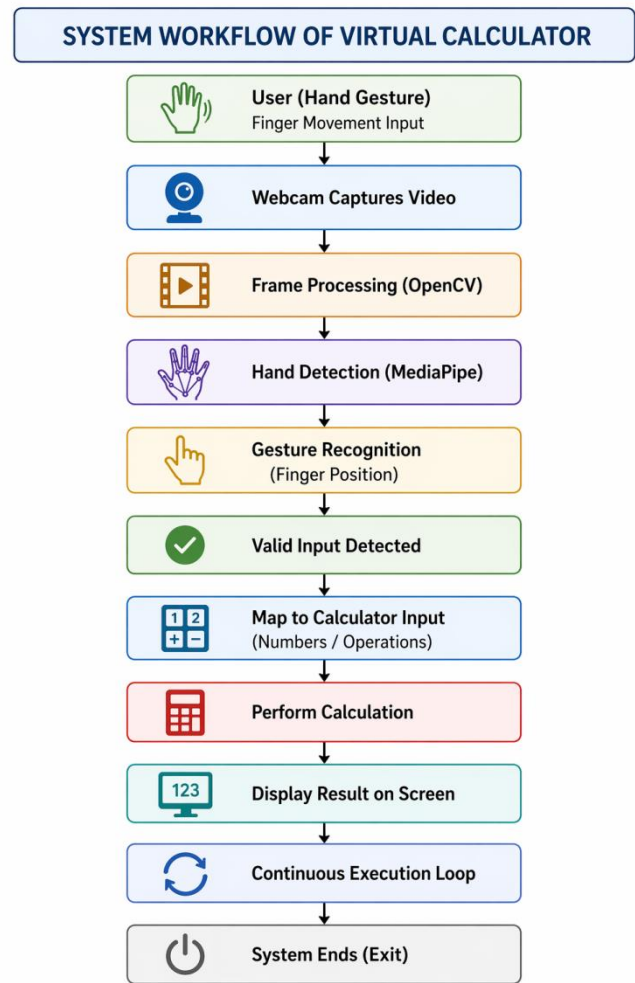 SYSTEM WORKFLOW OF VIRTUAL CALCULATOR
User (Hand Gesture)
Finger Movement Input
Webcam Captures Video
Frame Processing (OpenCV)
Hand Detection (MediaPipe)
Gesture Recognition
(Finger Position)
Valid Input Detected
1 2
+ −
Map to Calculator Input
(Numbers / Operations)
Perform Calculation
123
Display Result on Screen
Continuous Execution Loop
System Ends (Exit)